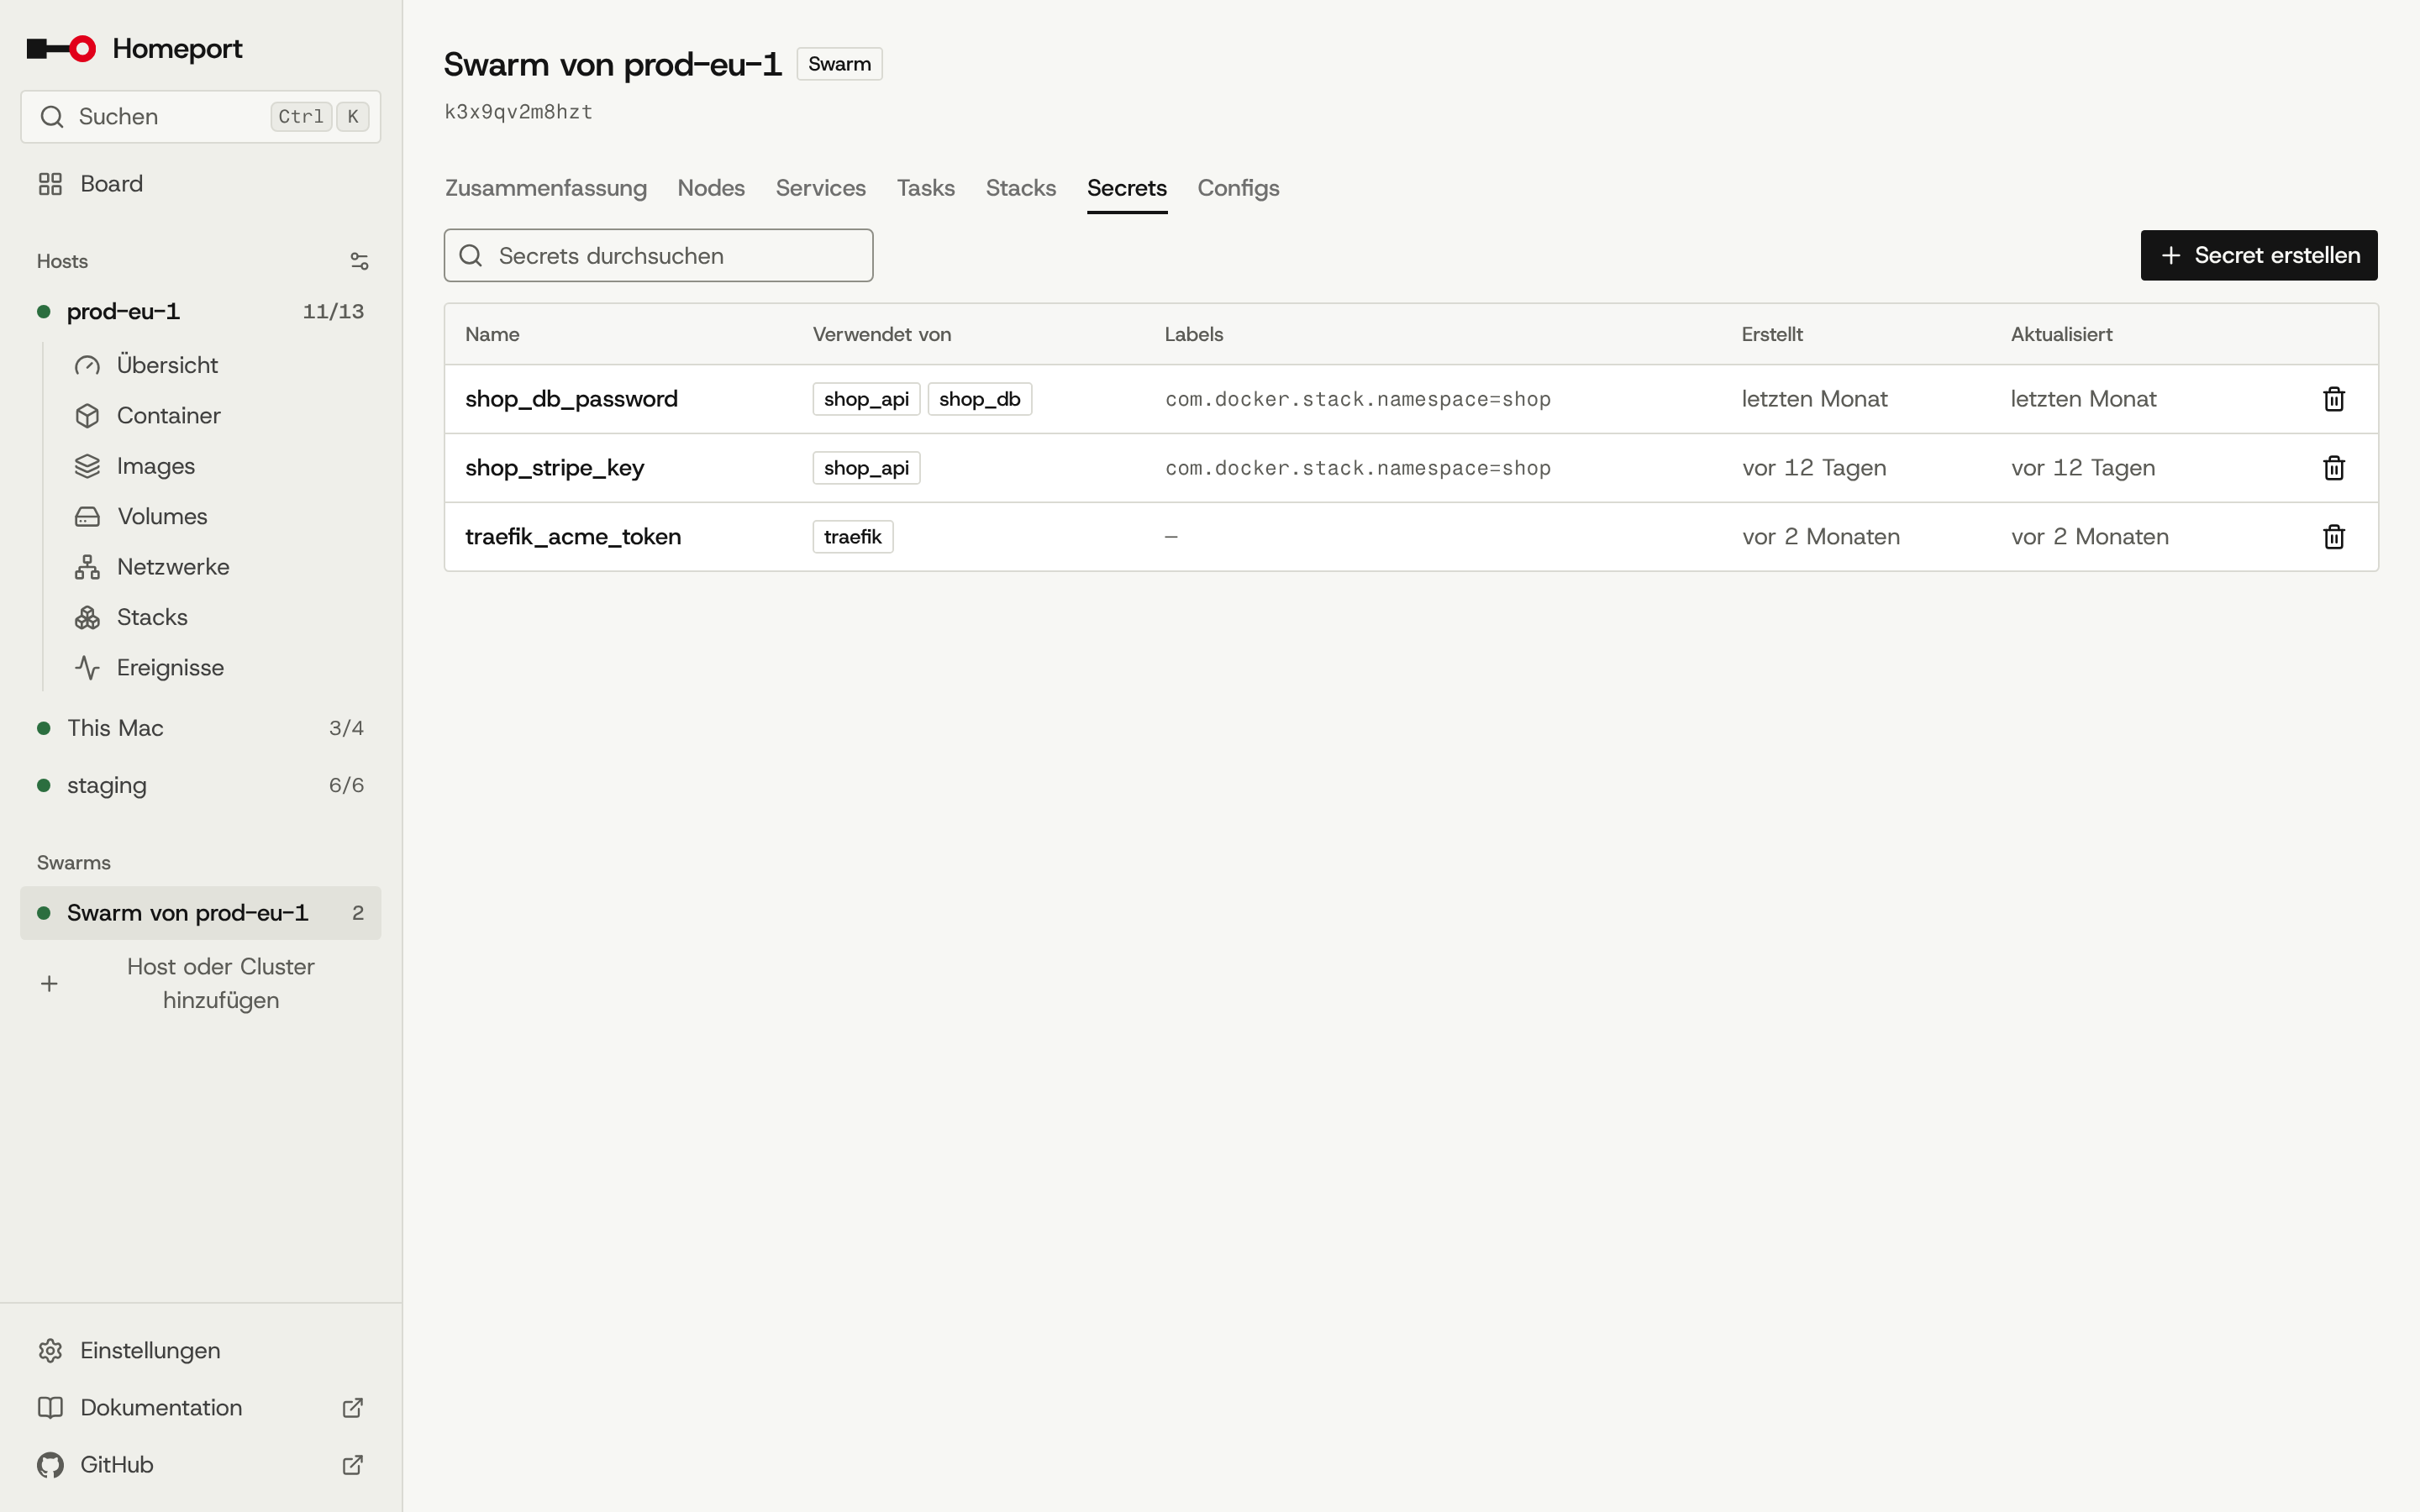 Homeport
Suchen Ctrl K
Board
Hosts
prod-eu-1 11/13
Übersicht
Container
Images
Volumes
Netzwerke
Stacks
Ereignisse
This Mac 3/4
staging 6/6
Swarms
Swarm von prod-eu-1 2
Host oder Cluster
hinzufügen
Einstellungen
Dokumentation
GitHub
Swarm von prod-eu-1 Swarm
k3x9qv2m8hzt
Zusammenfassung Nodes Services Tasks Stacks Secrets Configs
Secrets durchsuchen
Secret erstellen
Name Verwendet von Labels Erstellt Aktualisiert
shop_db_password shop_api shop_db com.docker.stack.namespace=shop letzten Monat letzten Monat
shop_stripe_key shop_api com.docker.stack.namespace=shop vor 12 Tagen vor 12 Tagen
traefik_acme_token traefik – vor 2 Monaten vor 2 Monaten